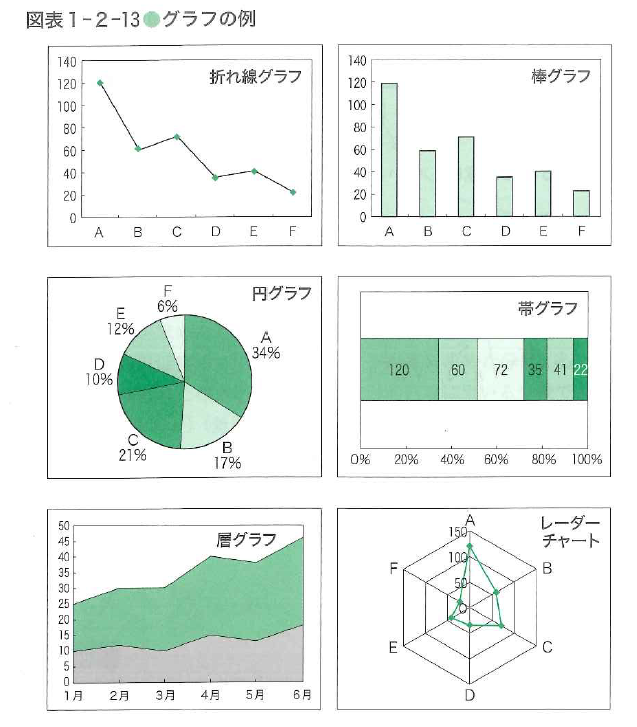 図表1-2-13●グラフの例
折れ線グラフ
140
120
100
80
60
40
20
0
A B C D E F
棒グラフ
140
120
100
80
60
40
20
0
A B C D E F
円グラフ
F
6%
E
12%
A
34%
D
10%
C
21%
B
17%
帯グラフ
120 60 72 35 41 22
0% 20% 40% 60% 80% 100%
層グラフ
50
45
40
35
30
25
20
15
10
5
0
1月 2月 3月 4月 5月 6月
レーダー
チャート
A
150
F B
100
50
0
E C
D